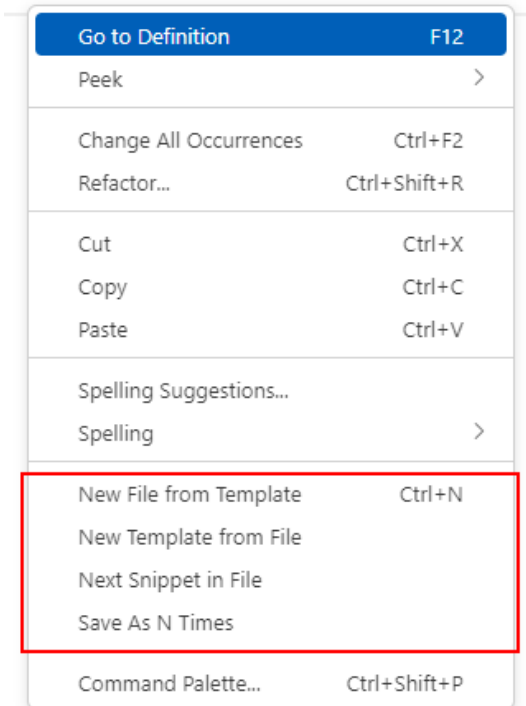 Go to Definition F12
Peek
Change All Occurrences Ctrl+F2
Refactor... Ctrl+Shift+R
Cut Ctrl+X
Copy Ctrl+C
Paste Ctrl+V
Spelling Suggestions...
Spelling
New File from Template Ctrl+N
New Template from File
Next Snippet in File
Save As N Times
Command Palette... Ctrl+Shift+P